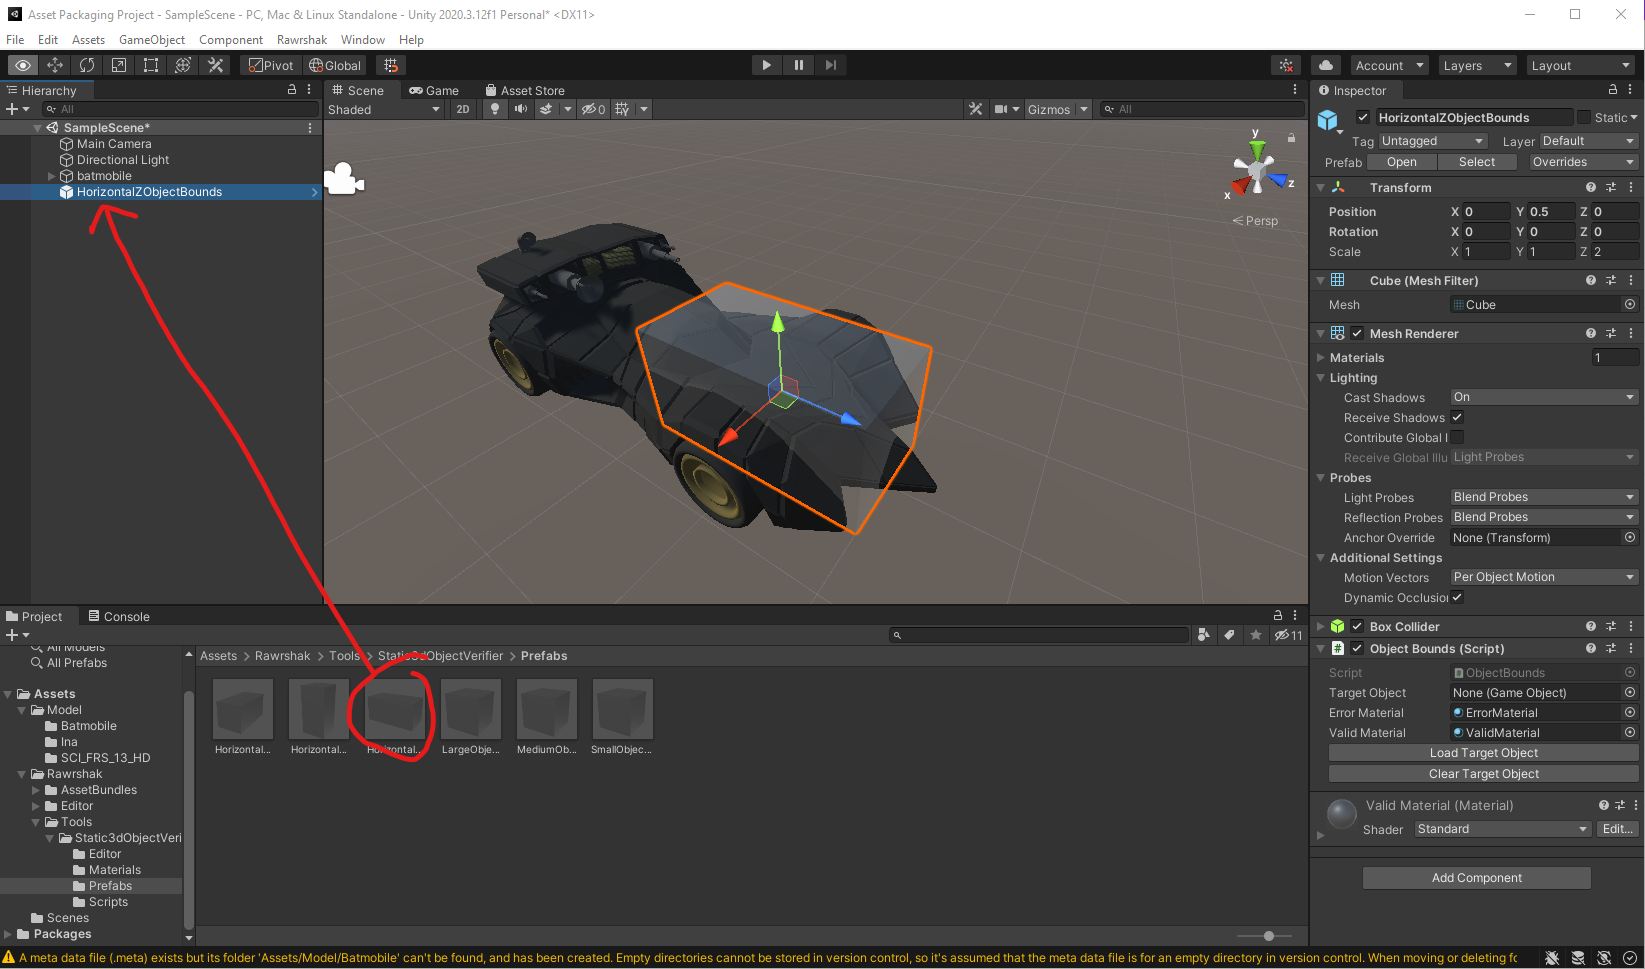 Asset Packaging Project - SampleScene - PC, Mac & Linux Standalone - Unity 2020.3.12f1 Personal* <DX11>
File Edit Assets GameObject Component Rawrshak Window Help
Pivot Global Account Layers Layout
Hierarchy
All
SampleScene*
Main Camera
Directional Light
batmobile
HorizontalZObjectBounds
Scene Game Asset Store
Shaded 2D 0 Gizmos All
y
z
x
Persp
Inspector
HorizontalZObjectBounds Static
Tag Untagged Layer Default
Prefab Open Select Overrides
Transform
Position X 0 Y 0.5 Z 0
Rotation X 0 Y 0 Z 0
Scale X 1 Y 1 Z 2
Cube (Mesh Filter)
Mesh Cube
Mesh Renderer
Materials 1
Lighting
Cast Shadows On
Receive Shadows
Contribute Global I
Receive Global Illu Light Probes
Probes
Light Probes Blend Probes
Reflection Probes Blend Probes
Anchor Override None (Transform)
Additional Settings
Motion Vectors Per Object Motion
Dynamic Occlusion
Box Collider
# Object Bounds (Script)
Script # ObjectBounds
Target Object None (Game Object)
Error Material ErrorMaterial
Valid Material ValidMaterial
Load Target Object
Clear Target Object
Valid Material (Material)
Shader Standard Edit...
Add Component
Project Console
11
All Models
All Prefabs
Assets
Model
Batmobile
Ina
SCI_FRS_13_HD
Rawrshak
AssetBundles
Editor
Tools
Static3dObjectVeri
Editor
Materials
Prefabs
Scripts
Scenes
Packages
Assets > Rawrshak > Tools > Static3dObjectVerifier > Prefabs
Horizontal... Horizontal... Horizontal... LargeObje... MediumOb... SmallObjec...
A meta data file (.meta) exists but its folder 'Assets/Model/Batmobile' can't be found, and has been created. Empty directories cannot be stored in version control, so it's assumed that the meta data file is for an empty directory in version control. When moving or deleting fo